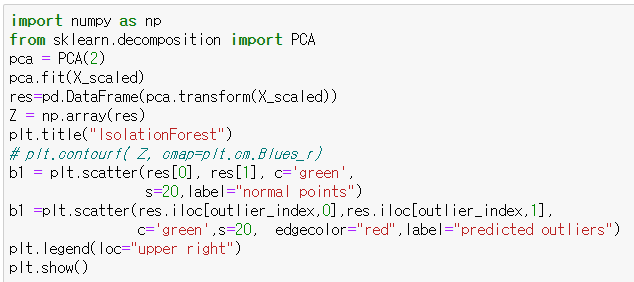 import numpy as np
from sklearn.decomposition import PCA
pca = PCA(2)
pca.fit(X_scaled)
res=pd.DataFrame(pca.transform(X_scaled))
Z = np.array(res)
plt.title("IsolationForest")
# plt.contourf( Z, cmap=plt.cm.Blues_r)
b1 = plt.scatter(res[0], res[1], c='green',
                 s=20,label="normal points")
b1 =plt.scatter(res.iloc[outlier_index,0],res.iloc[outlier_index,1],
                c='green',s=20,  edgecolor="red",label="predicted outliers")
plt.legend(loc="upper right")
plt.show()